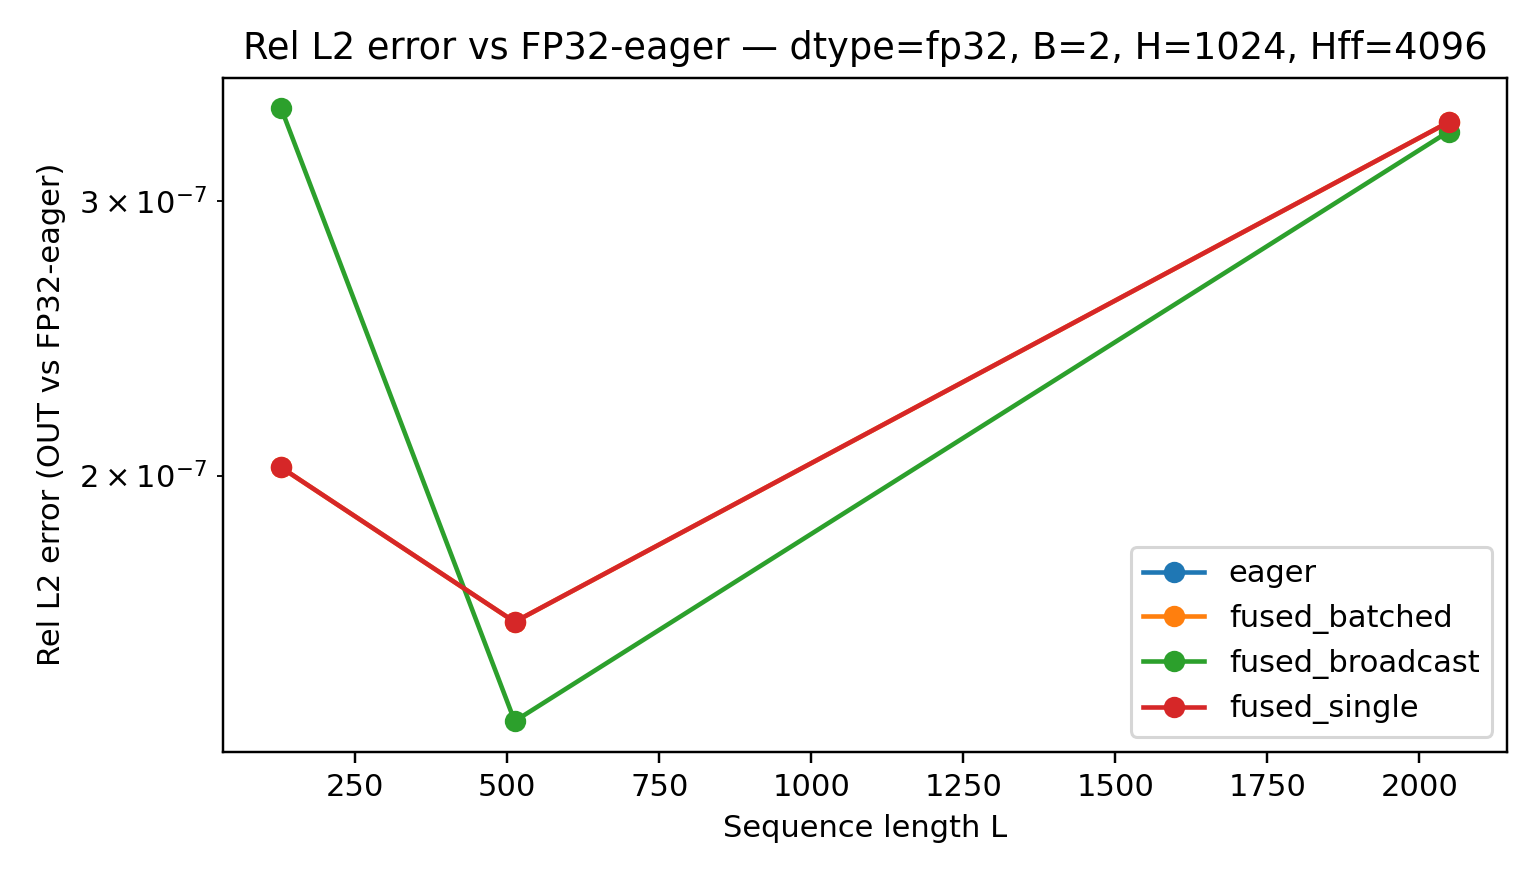 Rel L2 error vs FP32-eager — dtype=fp32, B=2, H=1024, Hff=4096
Rel L2 error (OUT vs FP32-eager)
3 × 10⁻⁷
2 × 10⁻⁷
eager
fused_batched
fused_broadcast
fused_single
250 500 750 1000 1250 1500 1750 2000
Sequence length L